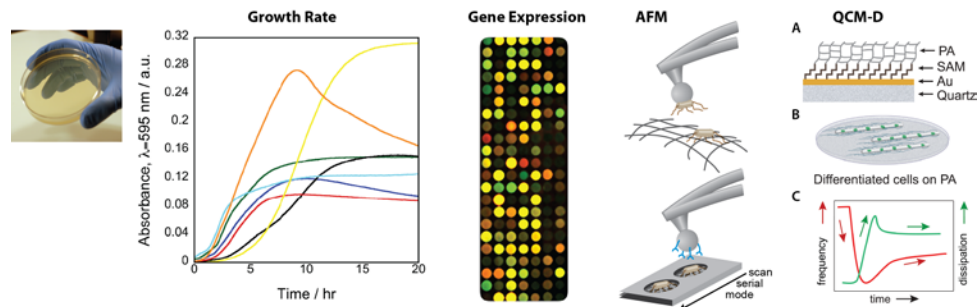 Growth Rate
Gene Expression
AFM
QCM-D
Absorbance, λ=595 nm / a.u.
0.28
0.24
0.2
0.16
0.12
0.08
0.04
0
0 5 10 15 20
Time / hr
scan
serial
mode
A
PA
SAM
Au
Quartz
B
Differentiated cells on PA
C
frequency
dissipation
time